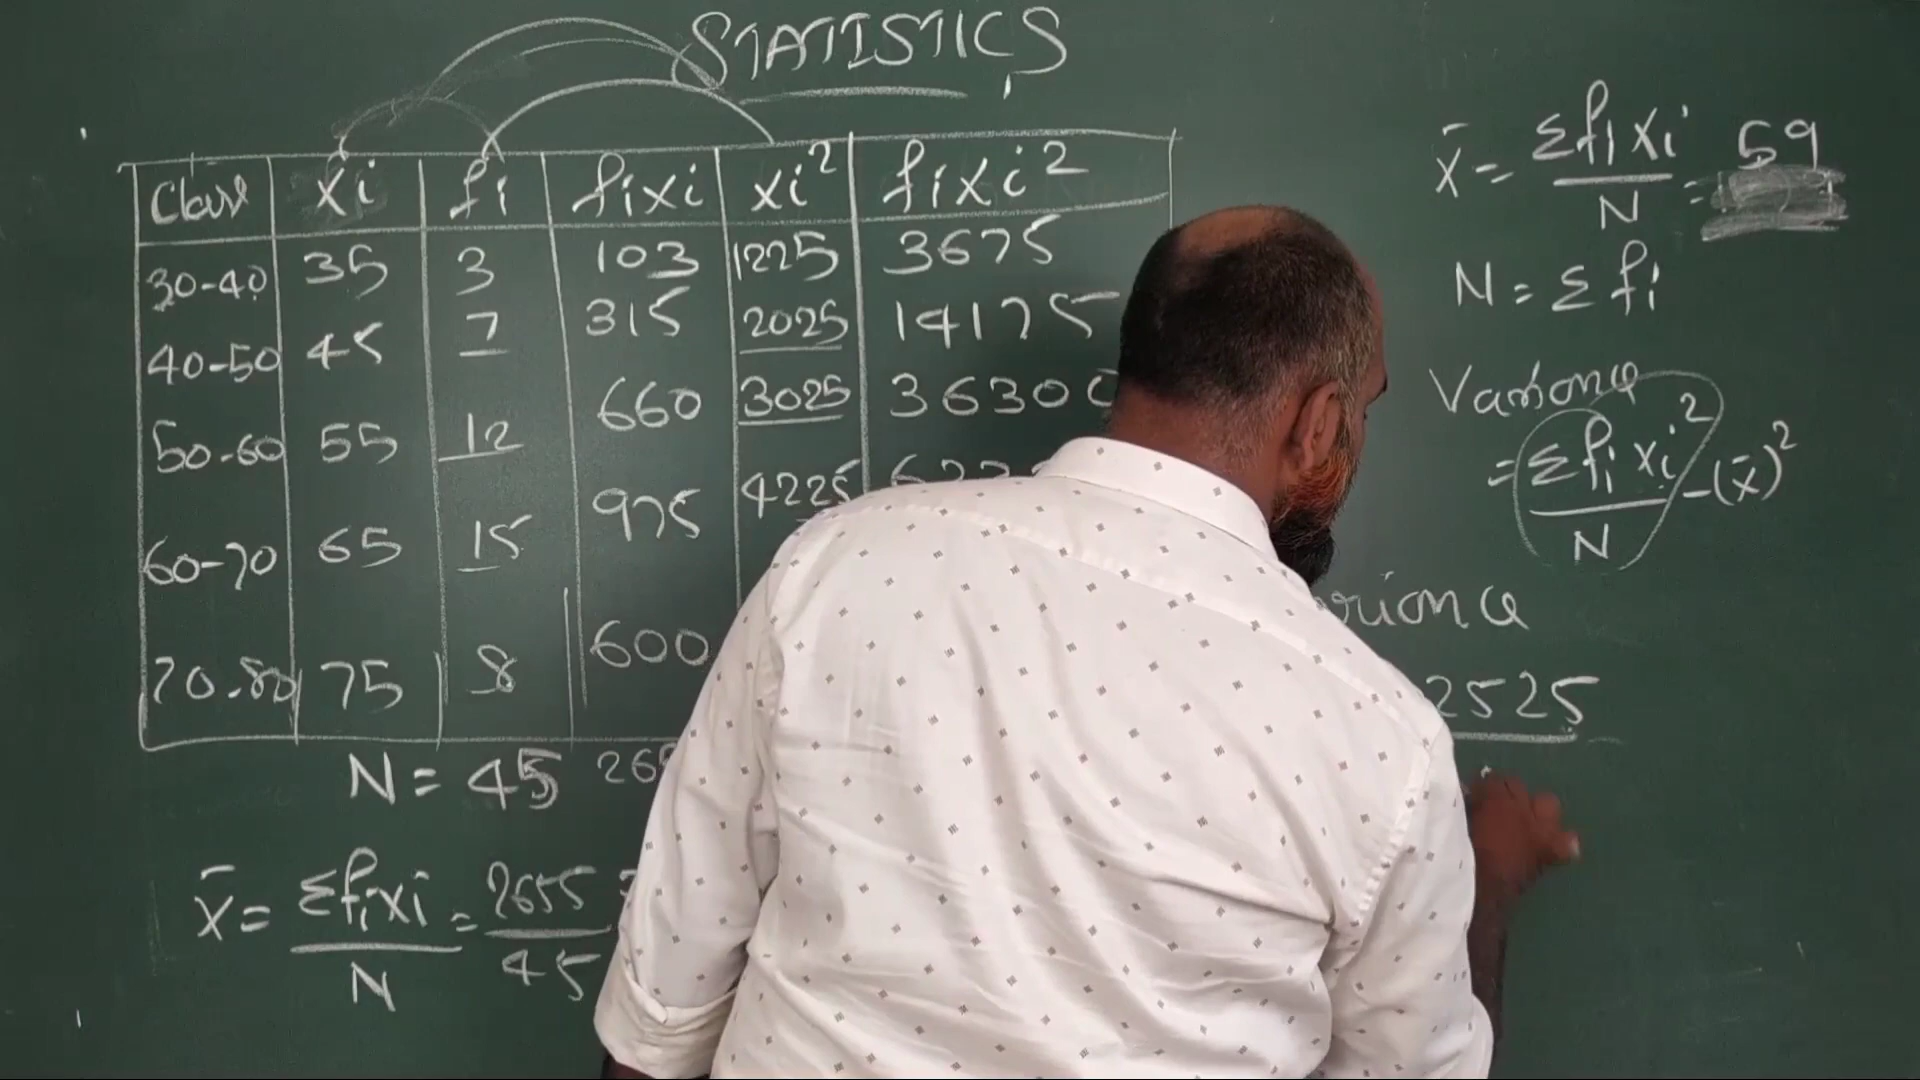 STATISTICS
Class xi fi fixi xi² fixi²
30-40 35 3 103 1225 3675
40-50 45 7 315 2025 14175
50-60 55 12 660 3025 36300
60-70 65 15 975 4225
70-80 75 8 600
N = 45
x̄ = Σfixi/N = 2655/45
x̄ = Σfixi/N = 59
N = Σfi
Variance
= Σfixi²/N - (x̄)²
2525